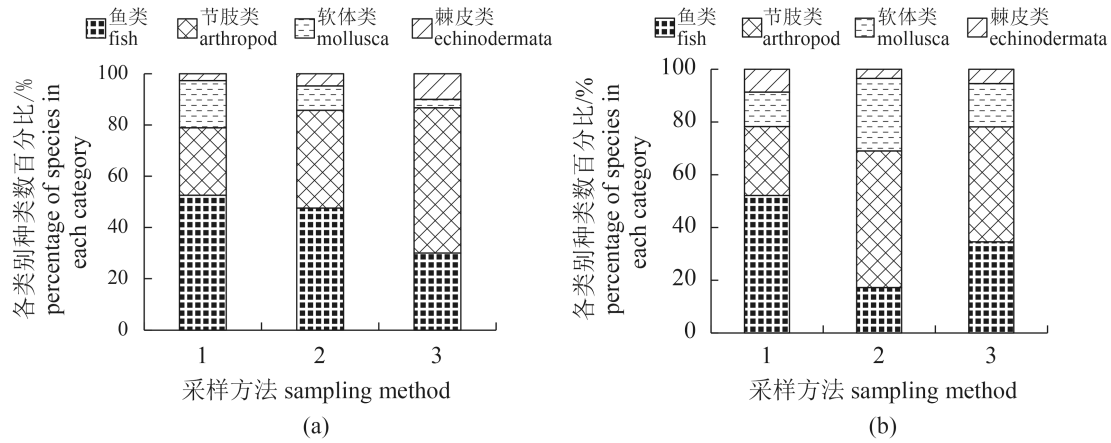 鱼类 节肢类 软体类 棘皮类
fish arthropod mollusca echinodermata
各类别种类数百分比/%
percentage of species in
each category
100
80
60
40
20
0
1 2 3
采样方法 sampling method
(a)
鱼类 节肢类 软体类 棘皮类
fish arthropod mollusca echinodermata
各类别种类数百分比/%
percentage of species in
each category
100
80
60
40
20
0
1 2 3
采样方法 sampling method
(b)